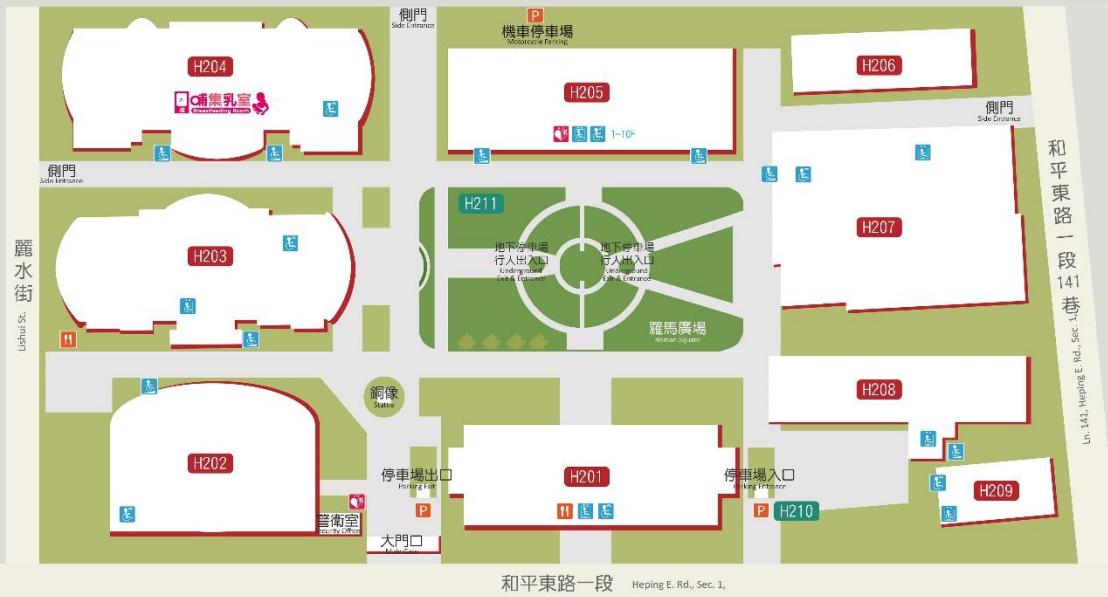 側門
Side Entrance
P
機車停車場
Motorcycle Parking
H204
哺集乳室
Breastfeeding Room
H205
1~10F
H206
側門
Side Entrance
側門
Side Entrance
H211
地下停車場
行人出入口
Underground
Exit & Entrance
地下停車場
行人出入口
Underground
Exit & Entrance
羅馬廣場
Roman Square
H207
H203
麗水街
Lishui St.
和平東路一段141巷
Ln. 141, Heping E. Rd., Sec. 1,
銅像
Statue
H208
H202
停車場出口
Parking Exit
P
H201
停車場入口
Parking Entrance
P
H210
H209
警衛室
Security Office
大門口
和平東路一段
Heping E. Rd., Sec. 1,